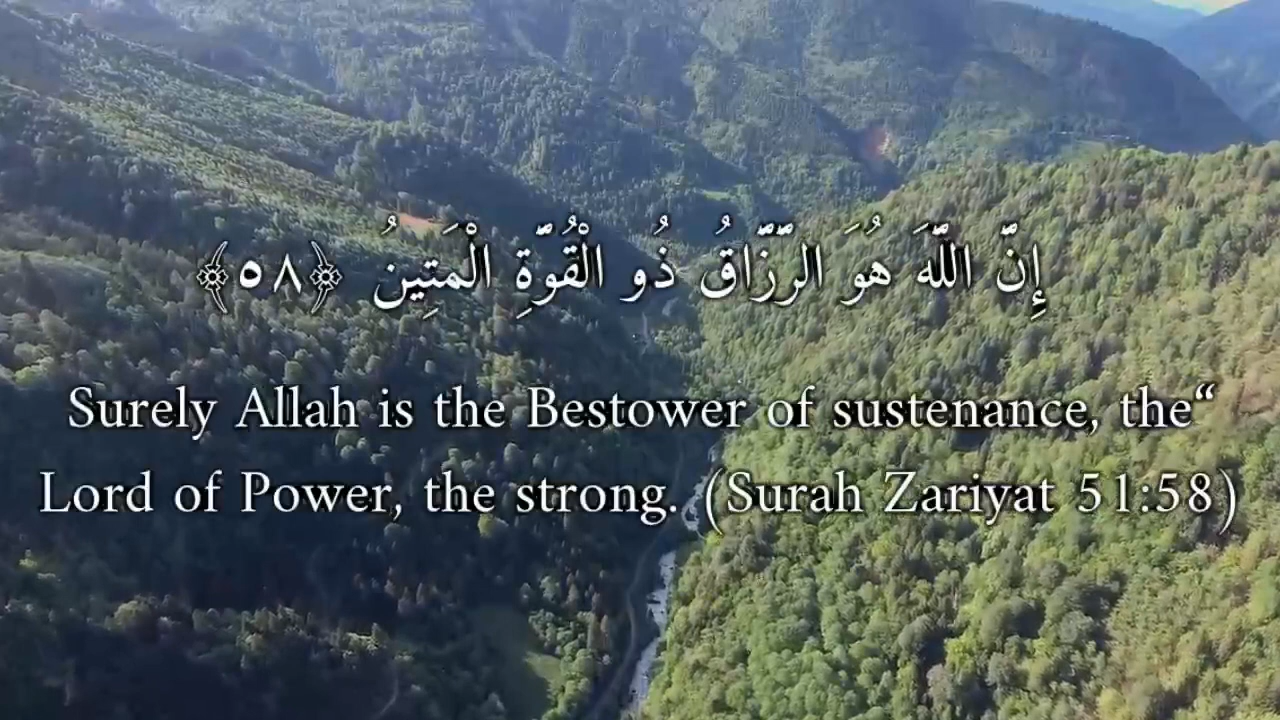 إِنَّ اللَّهَ هُوَ الرَّزَّاقُ ذُو الْقُوَّةِ الْمَتِينُ ﴿٥٨﴾
Surely Allah is the Bestower of sustenance, the“
Lord of Power, the strong. (Surah Zariyat 51:58)